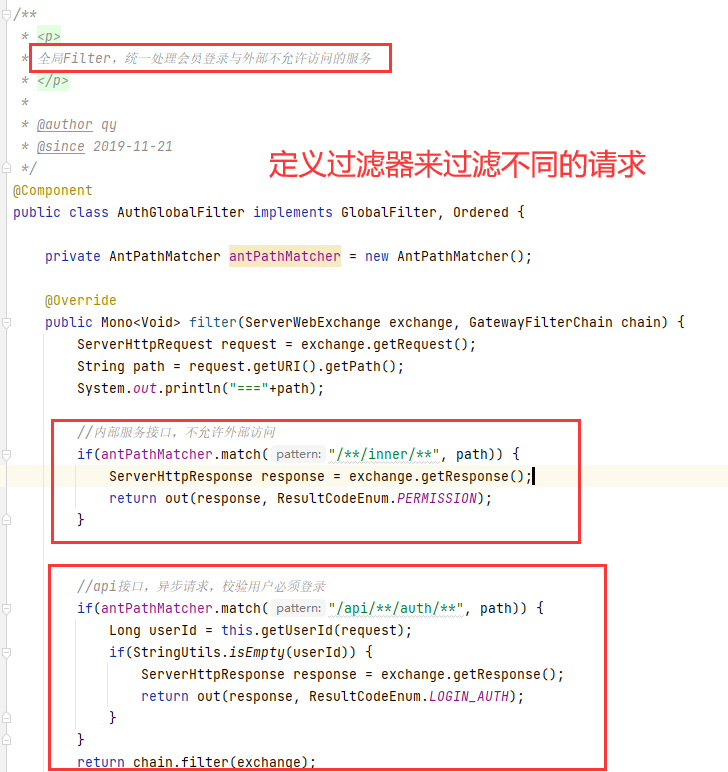 /**
 * <p>
 * 全局Filter，统一处理会员登录与外部不允许访问的服务
 * </p>
 *
 * @author qy
 * @since 2019-11-21
 */
定义过滤器来过滤不同的请求
@Component
public class AuthGlobalFilter implements GlobalFilter, Ordered {
private AntPathMatcher antPathMatcher = new AntPathMatcher();
@Override
public Mono<Void> filter(ServerWebExchange exchange, GatewayFilterChain chain) {
ServerHttpRequest request = exchange.getRequest();
String path = request.getURI().getPath();
System.out.println("==="+path);
//内部服务接口，不允许外部访问
if(antPathMatcher.match( pattern: "/**/inner/**", path)) {
ServerHttpResponse response = exchange.getResponse();
return out(response, ResultCodeEnum.PERMISSION);
}
//api接口，异步请求，校验用户必须登录
if(antPathMatcher.match( pattern: "/api/**/auth/**", path)) {
Long userId = this.getUserId(request);
if(StringUtils.isEmpty(userId)) {
ServerHttpResponse response = exchange.getResponse();
return out(response, ResultCodeEnum.LOGIN_AUTH);
}
}
return chain.filter(exchange);